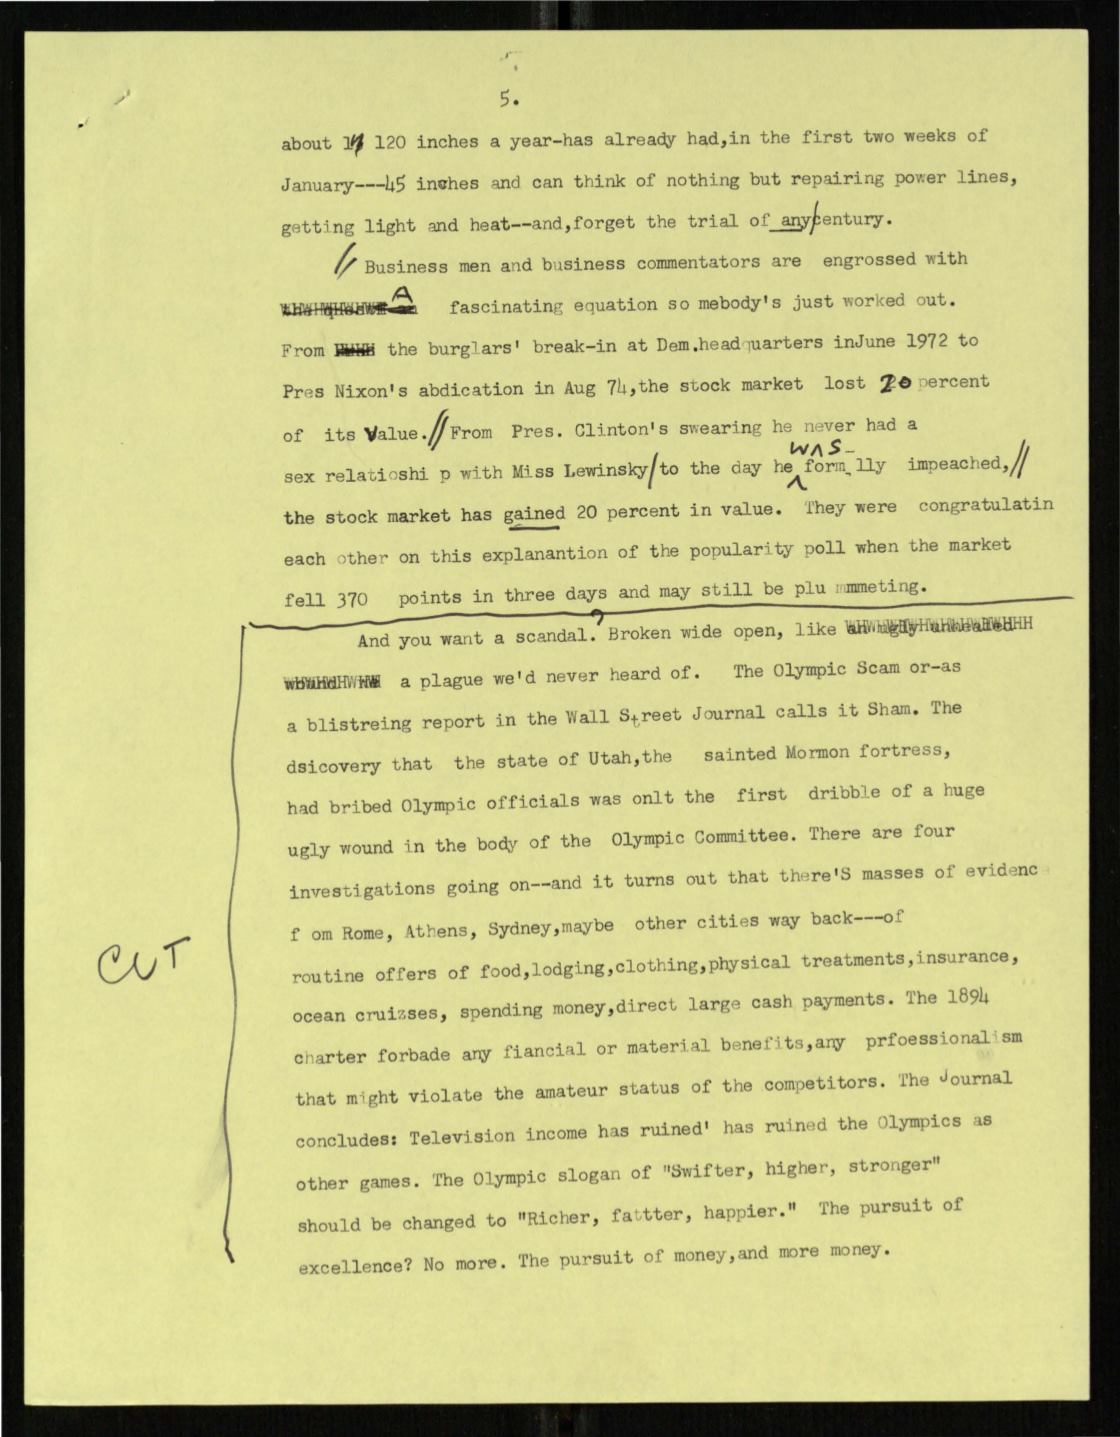 5.
about 120 inches a year-has already had,in the first two weeks of
January---45 inches and can think of nothing but repairing power lines,
getting light and heat--and,forget the trial of any/century.
// Business men and business commentators are engrossed with
A fascinating equation so mebody's just worked out.
From the burglars' break-in at Dem.headquarters inJune 1972 to
Pres Nixon's abdication in Aug 74,the stock market lost 20 percent
of its Value.//From Pres. Clinton's swearing he never had a
was
sex relatioshi p with Miss Lewinsky/to the day he form lly impeached,//
the stock market has gained 20 percent in value. They were congratulatin
each other on this explanantion of the popularity poll when the market
fell 370 points in three days and may still be plu mmmeting.
And you want a scandal.? Broken wide open, like
a plague we'd never heard of. The Olympic Scam or-as
a blistreing report in the Wall Street Journal calls it Sham. The
dsicovery that the state of Utah,the sainted Mormon fortress,
had bribed Olympic officials was onlt the first dribble of a huge
ugly wound in the body of the Olympic Committee. There are four
investigations going on--and it turns out that there'S masses of evidenc
f om Rome, Athens, Sydney,maybe other cities way back---of
CUT
routine offers of food,lodging,clothing,physical treatments,insurance,
ocean cruizses, spending money,direct large cash payments. The 1894
charter forbade any fiancial or material benefits,any prfoessionalism
that might violate the amateur status of the competitors. The Journal
concludes: Television income has ruined' has ruined the Olympics as
other games. The Olympic slogan of "Swifter, higher, stronger"
should be changed to "Richer, fattter, happier." The pursuit of
excellence? No more. The pursuit of money,and more money.